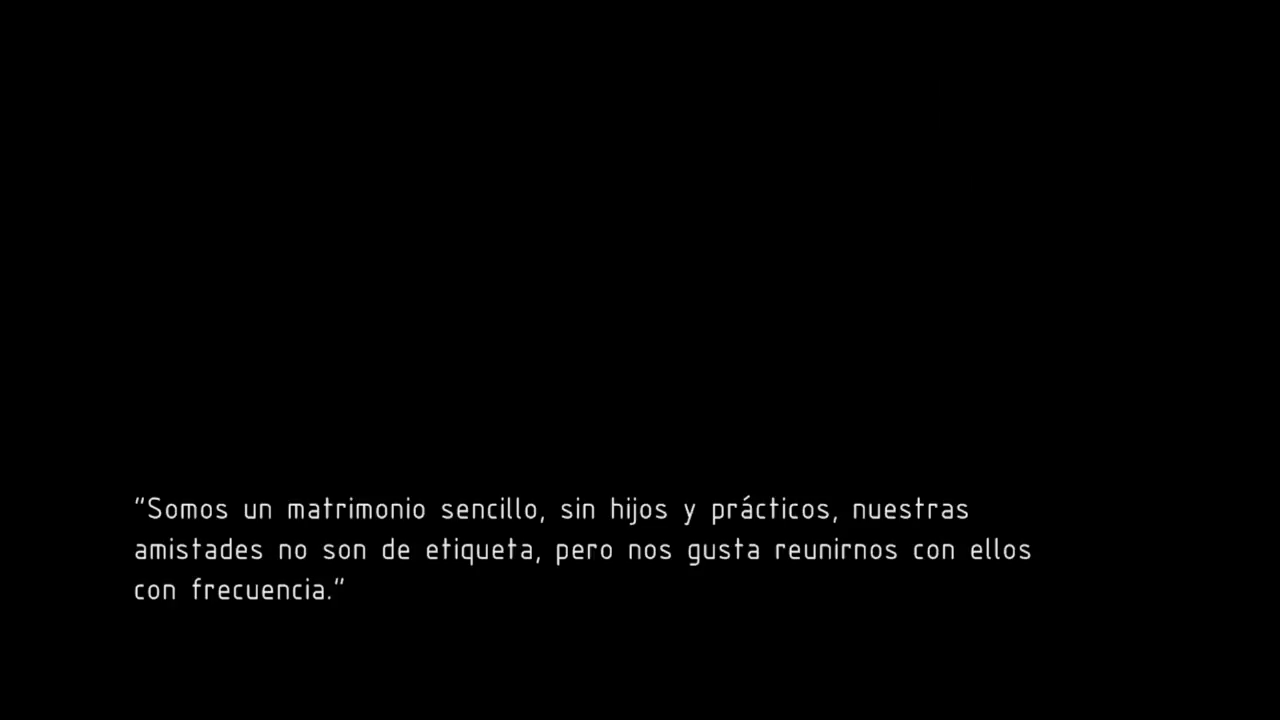 “Somos un matrimonio sencillo, sin hijos y prácticos, nuestras
amistades no son de etiqueta, pero nos gusta reunirnos con ellos
con frecuencia.”